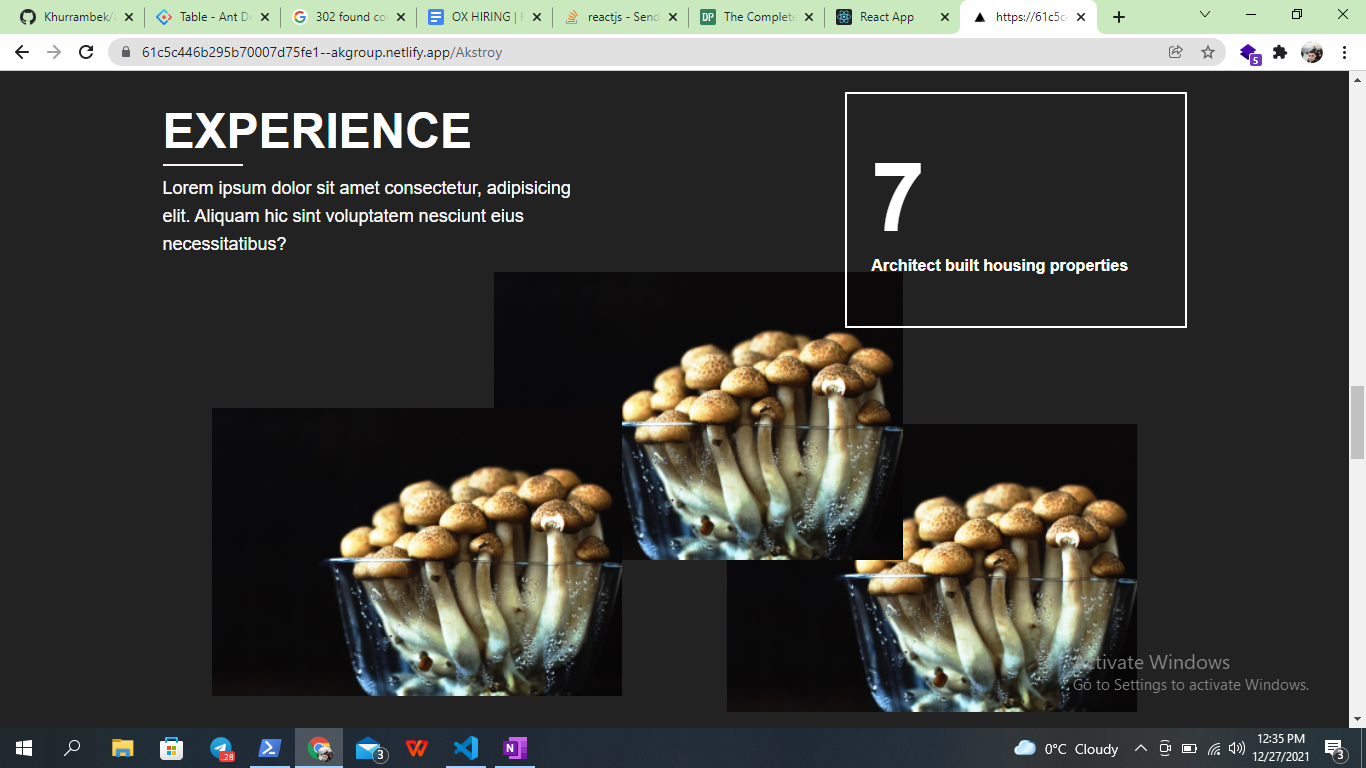 Khurrambek/
Table - Ant D
302 found co
OX HIRING |
reactjs - Send
The Complete
React App
https://61c5c
61c5c446b295b70007d75fe1--akgroup.netlify.app/Akstroy
5
EXPERIENCE
Lorem ipsum dolor sit amet consectetur, adipisicing
elit. Aliquam hic sint voluptatem nesciunt eius
necessitatibus?
7
Architect built housing properties
Activate Windows
Go to Settings to activate Windows.
28
3
0°C Cloudy
12:35 PM
12/27/2021
3